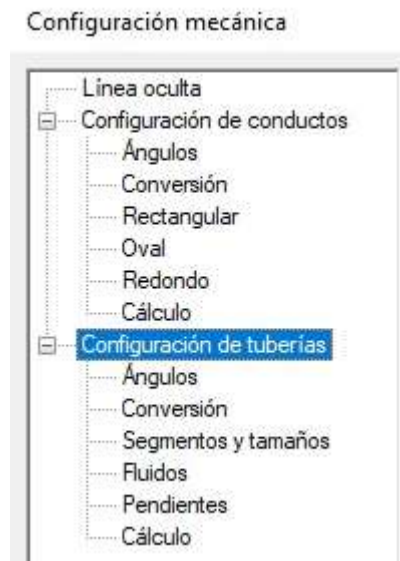 Configuración mecánica
Línea oculta
Configuración de conductos
Ángulos
Conversión
Rectangular
Oval
Redondo
Cálculo
Configuración de tuberías
Ángulos
Conversión
Segmentos y tamaños
Fluidos
Pendientes
Cálculo